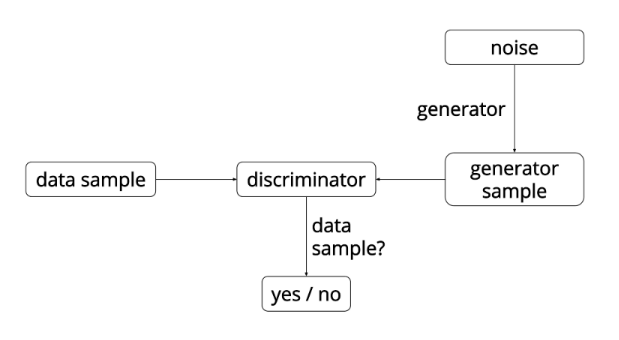 noise
generator
data sample
discriminator
generator
sample
data
sample?
yes / no